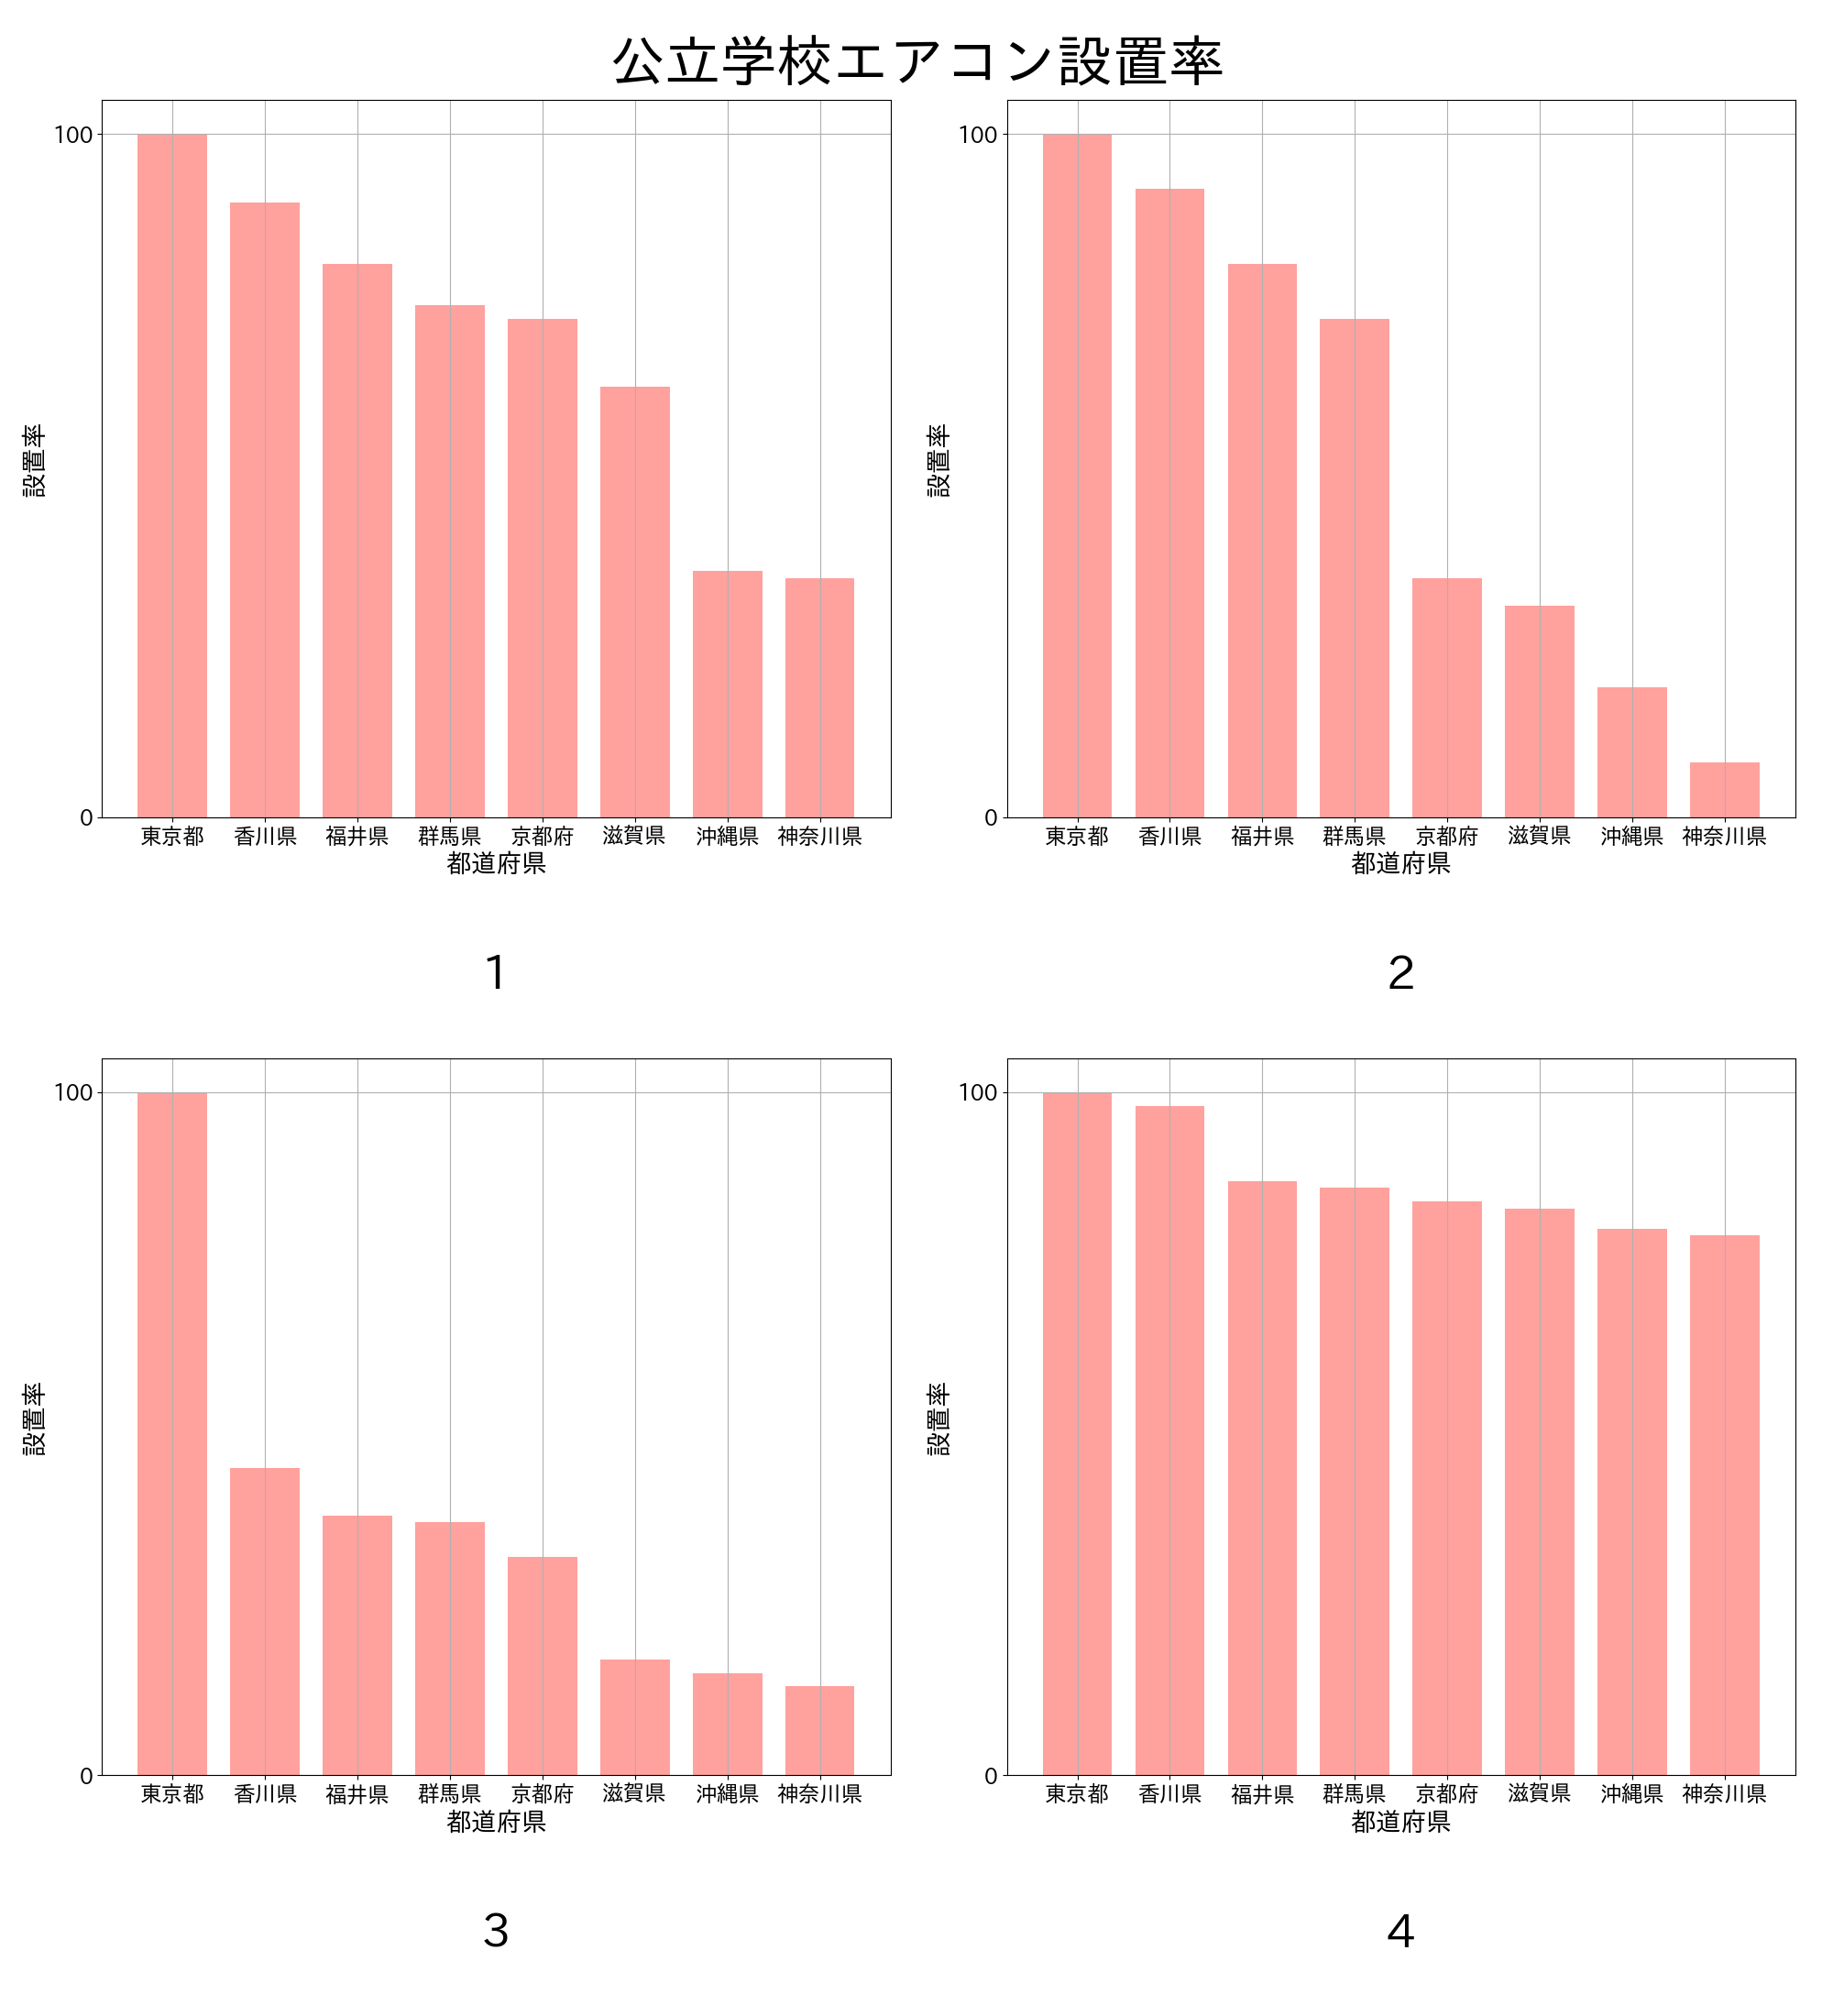 公立学校エアコン設置率
100
0
設置率
東京都 香川県 福井県 群馬県 京都府 滋賀県 沖縄県 神奈川県
都道府県
1
100
0
設置率
東京都 香川県 福井県 群馬県 京都府 滋賀県 沖縄県 神奈川県
都道府県
2
100
0
設置率
東京都 香川県 福井県 群馬県 京都府 滋賀県 沖縄県 神奈川県
都道府県
3
100
0
設置率
東京都 香川県 福井県 群馬県 京都府 滋賀県 沖縄県 神奈川県
都道府県
4